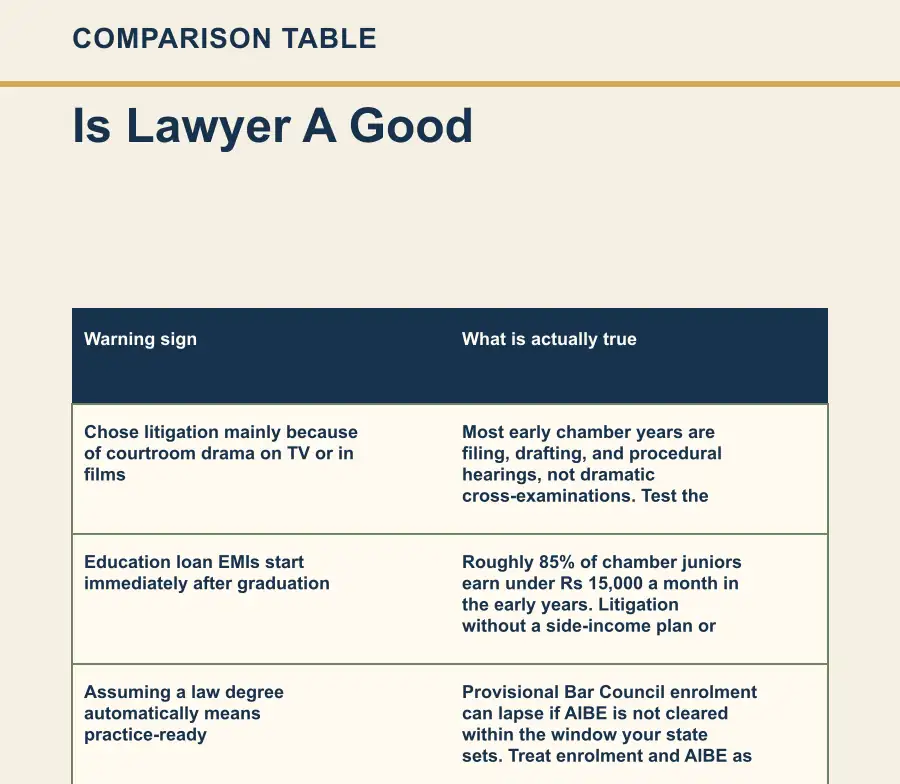 COMPARISON TABLE
Is Lawyer A Good
Warning sign
What is actually true
Chose litigation mainly because
of courtroom drama on TV or in
films
Most early chamber years are
filing, drafting, and procedural
hearings, not dramatic
cross-examinations. Test the
Education loan EMIs start
immediately after graduation
Roughly 85% of chamber juniors
earn under Rs 15,000 a month in
the early years. Litigation
without a side-income plan or
Assuming a law degree
automatically means
practice-ready
Provisional Bar Council enrolment
can lapse if AIBE is not cleared
within the window your state
sets. Treat enrolment and AIBE as